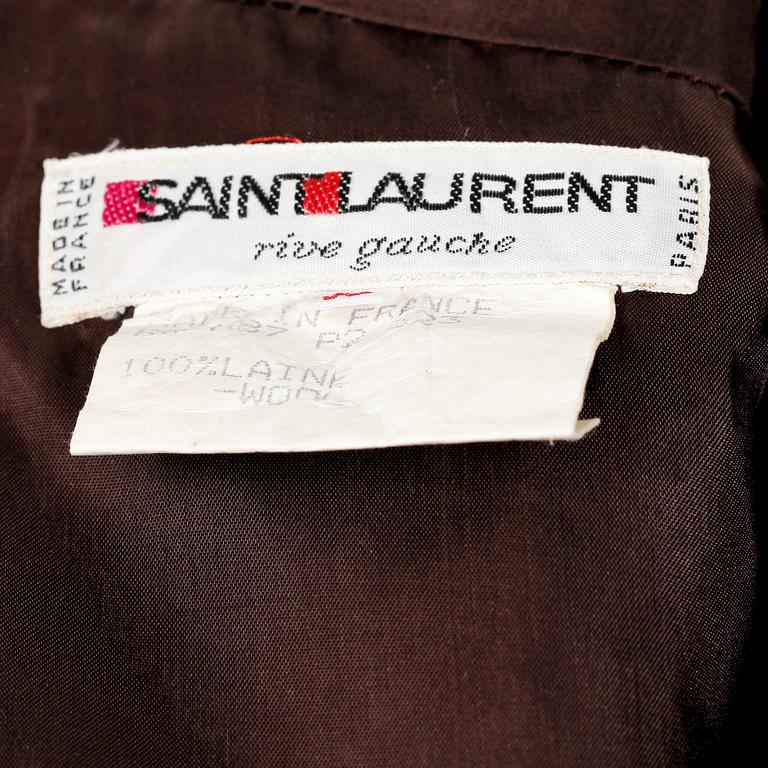 MADE IN
FRANCE
SAINT LAURENT
rive gauche
PARIS
IN FRANCE
100%LAINE
-WOOL